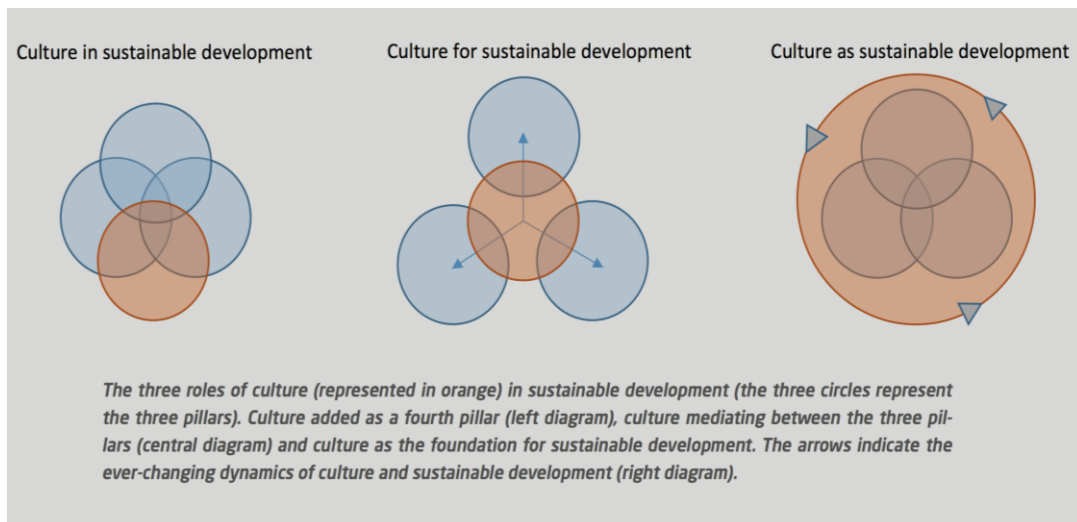 Culture in sustainable development
Culture for sustainable development
Culture as sustainable development
The three roles of culture (represented in orange) in sustainable development (the three circles represent
the three pillars). Culture added as a fourth pillar (left diagram), culture mediating between the three pil-
lars (central diagram) and culture as the foundation for sustainable development. The arrows indicate the
ever-changing dynamics of culture and sustainable development (right diagram).